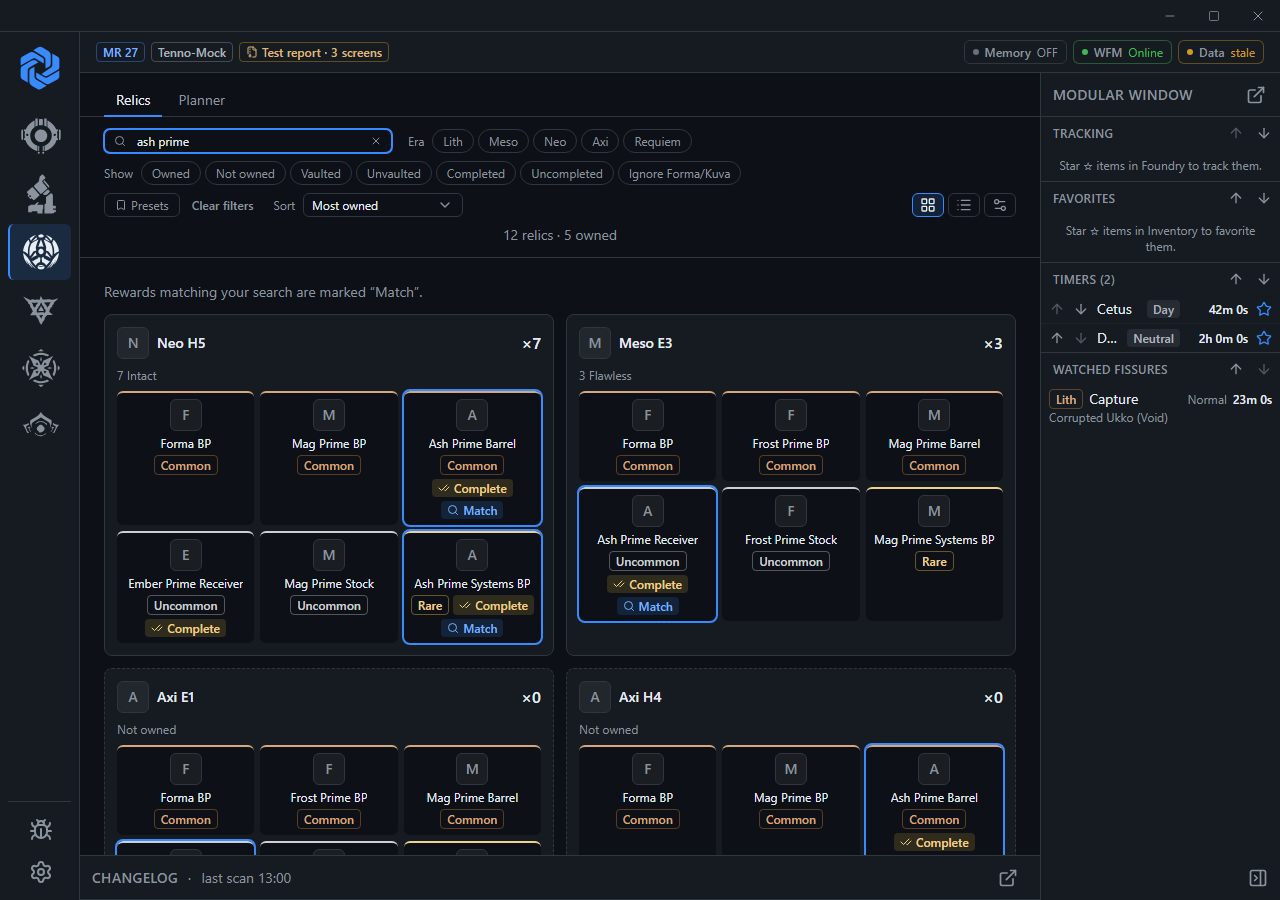 MR 27
Tenno-Mock
Test report · 3 screens
Memory OFF
WFM Online
Data stale
Relics
Planner
ash prime
Era
Lith
Meso
Neo
Axi
Requiem
Show
Owned
Not owned
Vaulted
Unvaulted
Completed
Uncompleted
Ignore Forma/Kuva
Presets
Clear filters
Sort
Most owned
12 relics · 5 owned
Rewards matching your search are marked “Match”.
N
Neo H5
×7
7 Intact
F
Forma BP
Common
M
Mag Prime BP
Common
A
Ash Prime Barrel
Common
Complete
Match
E
Ember Prime Receiver
Uncommon
Complete
M
Mag Prime Stock
Uncommon
A
Ash Prime Systems BP
Rare
Complete
Match
M
Meso E3
×3
3 Flawless
F
Forma BP
Common
F
Frost Prime BP
Common
M
Mag Prime Barrel
Common
A
Ash Prime Receiver
Uncommon
Complete
Match
F
Frost Prime Stock
Uncommon
M
Mag Prime Systems BP
Rare
A
Axi E1
×0
Not owned
F
Forma BP
Common
F
Frost Prime BP
Common
M
Mag Prime Barrel
Common
A
Axi H4
×0
Not owned
F
Forma BP
Common
M
Mag Prime BP
Common
A
Ash Prime Barrel
Common
Complete
MODULAR WINDOW
TRACKING
Star ☆ items in Foundry to track them.
FAVORITES
Star ☆ items in Inventory to favorite
them.
TIMERS (2)
Cetus
Day
42m 0s
D...
Neutral
2h 0m 0s
WATCHED FISSURES
Lith
Capture
Normal
23m 0s
Corrupted Ukko (Void)
CHANGELOG · last scan 13:00